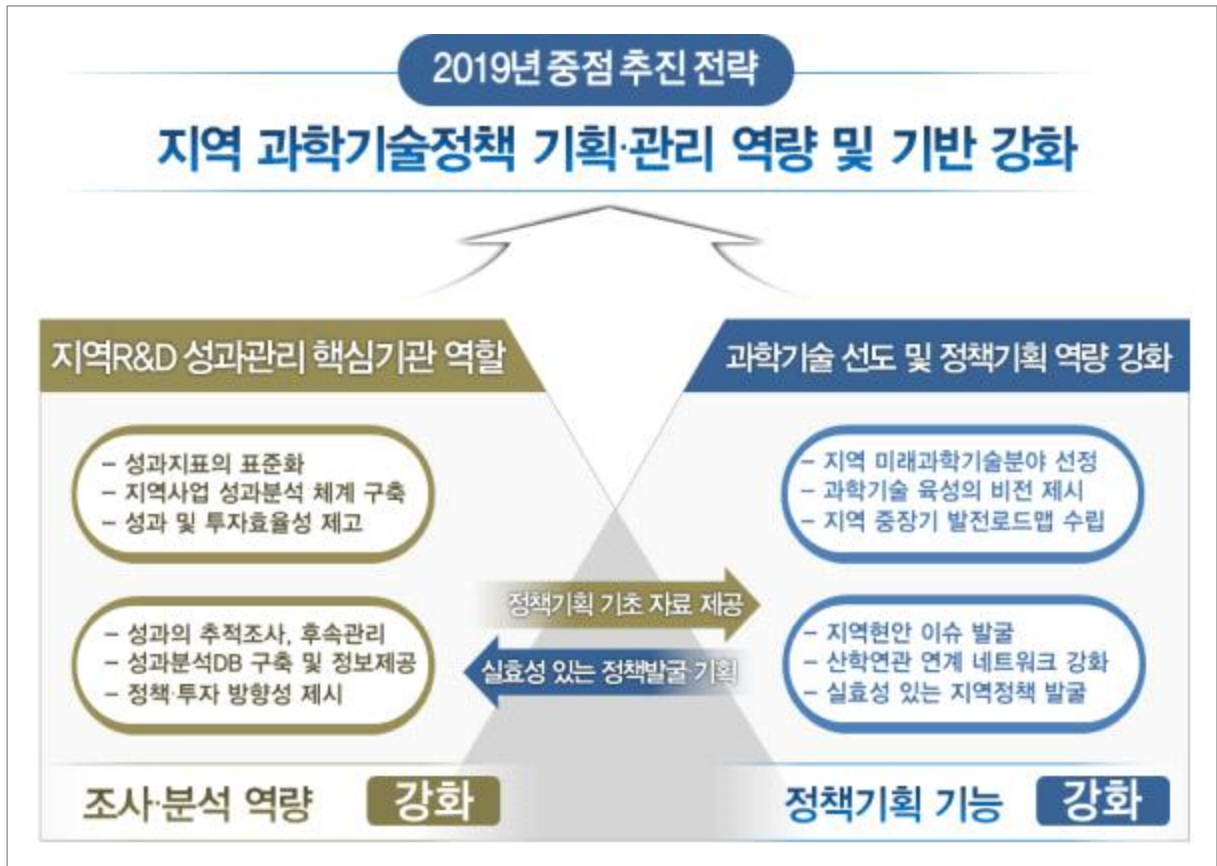 2019년 중점 추진 전략
지역 과학기술정책 기획·관리 역량 및 기반 강화
지역R&D 성과관리 핵심기관 역할
- 성과지표의 표준화
- 지역사업 성과분석 체계 구축
- 성과 및 투자효율성 제고
- 성과의 추적조사, 후속관리
- 성과분석DB 구축 및 정보제공
- 정책·투자 방향성 제시
조사·분석 역량 강화
정책기획 기초 자료 제공
실효성 있는 정책발굴 기획
과학기술 선도 및 정책기획 역량 강화
- 지역 미래과학기술분야 선정
- 과학기술 육성의 비전 제시
- 지역 중장기 발전로드맵 수립
- 지역현안 이슈 발굴
- 산학연관 연계 네트워크 강화
- 실효성 있는 지역정책 발굴
정책기획 기능 강화